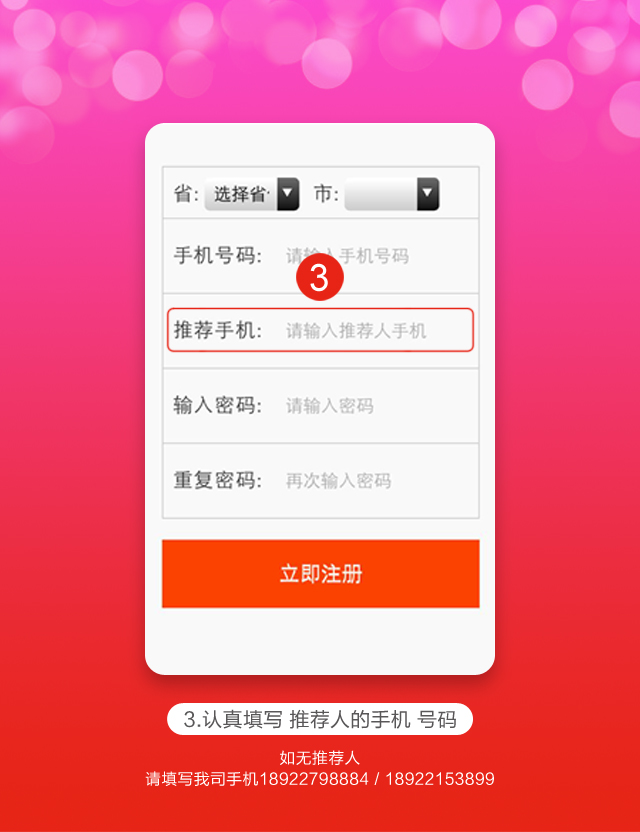 省: 选择省 市:
手机号码: 请输入手机号码
3
推荐手机: 请输入推荐人手机
输入密码: 请输入密码
重复密码: 再次输入密码
立即注册
3.认真填写 推荐人的手机 号码
如无推荐人
请填写我司手机18922798884 / 18922153899